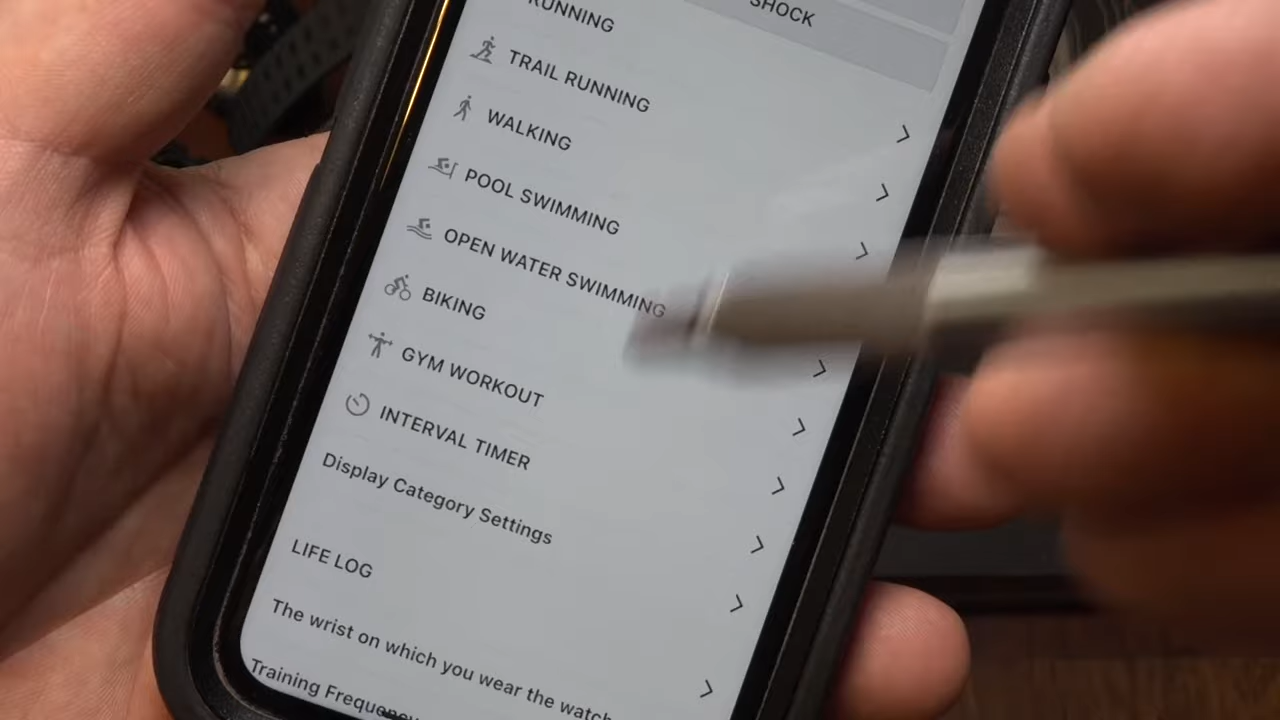 SHOCK
RUNNING
TRAIL RUNNING
WALKING
POOL SWIMMING
OPEN WATER SWIMMING
BIKING
GYM WORKOUT
INTERVAL TIMER
Display Category Settings
LIFE LOG
The wrist on which you wear the watch
Training Frequency